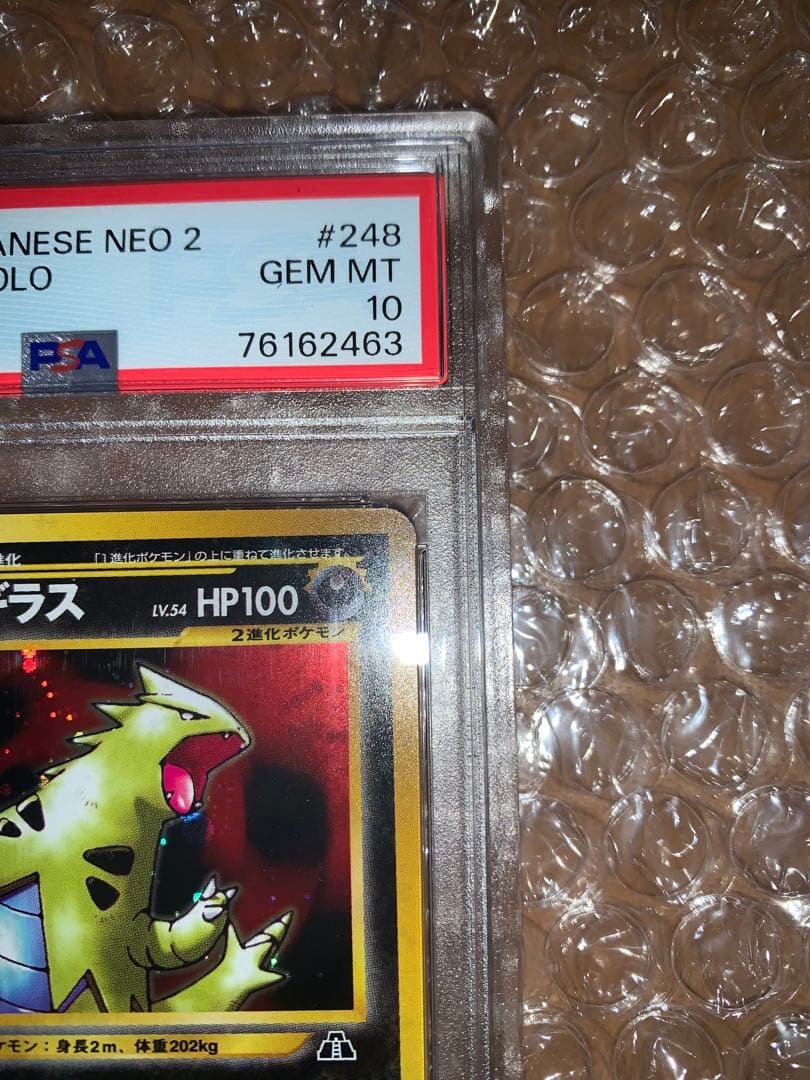 ANESE NEO 2 #248
OLO GEM MT
10
PSA 76162463
進化 「1進化ポケモン」の上に重ねて進化させます。
ギラス LV.54 HP100
2進化ポケモン
モン：身長2m、体重202kg